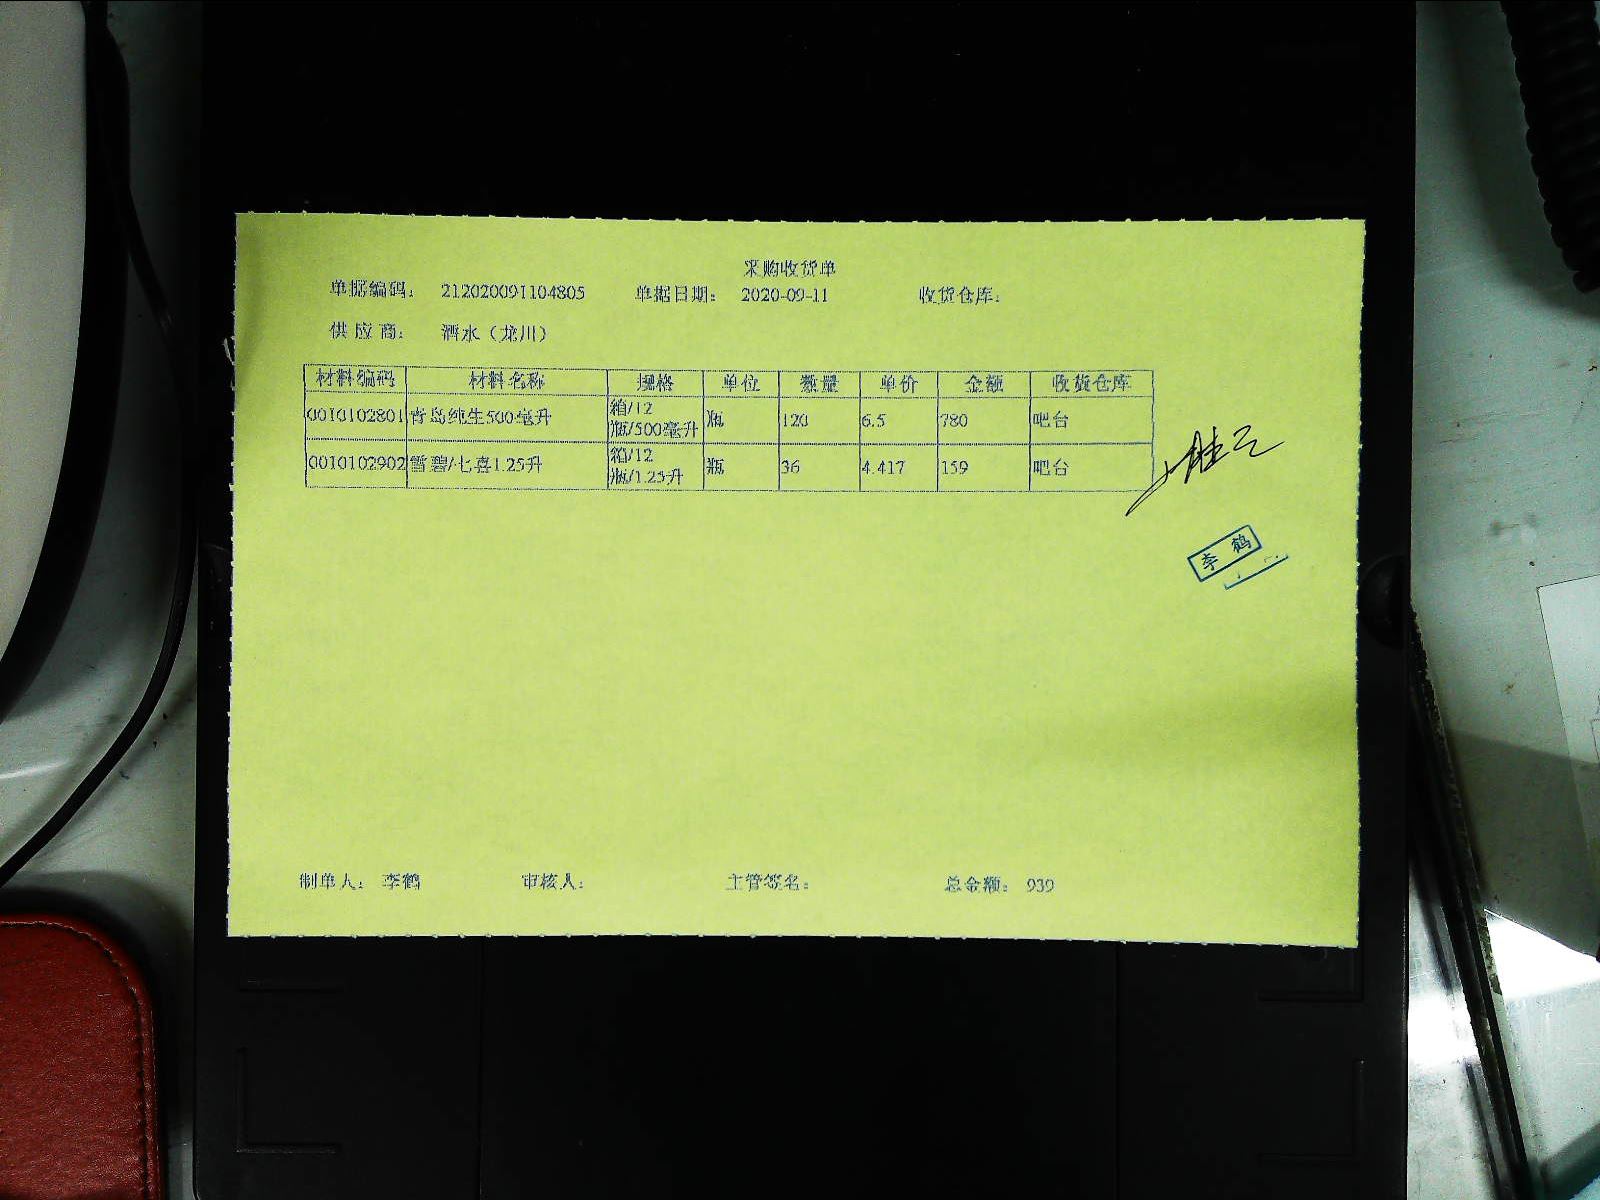 采购收货单
单据编码： 212020091104805 单据日期： 2020-09-11 收货仓库：
供应商： 酒水（龙川）
材料编码 材料名称 规格 单位 数量 单价 金额 收货仓库
0010102801 青岛纯生500毫升 箱/12瓶/500毫升 瓶 120 6.5 780 吧台
0010102902 雪碧/七喜1.25升 箱/12瓶/1.25升 瓶 36 4.417 159 吧台
李鹤
制单人： 李鹤 审核人： 主管签名： 总金额： 939